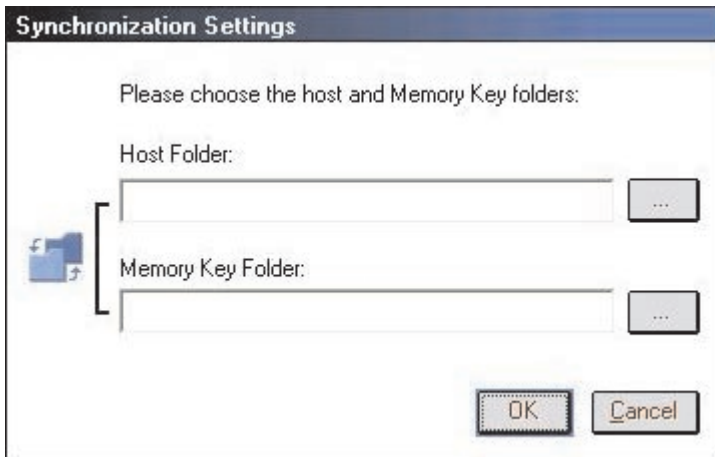 Synchronization Settings
Please choose the host and Memory Key folders:
Host Folder:
...
Memory Key Folder:
...
OK
Cancel